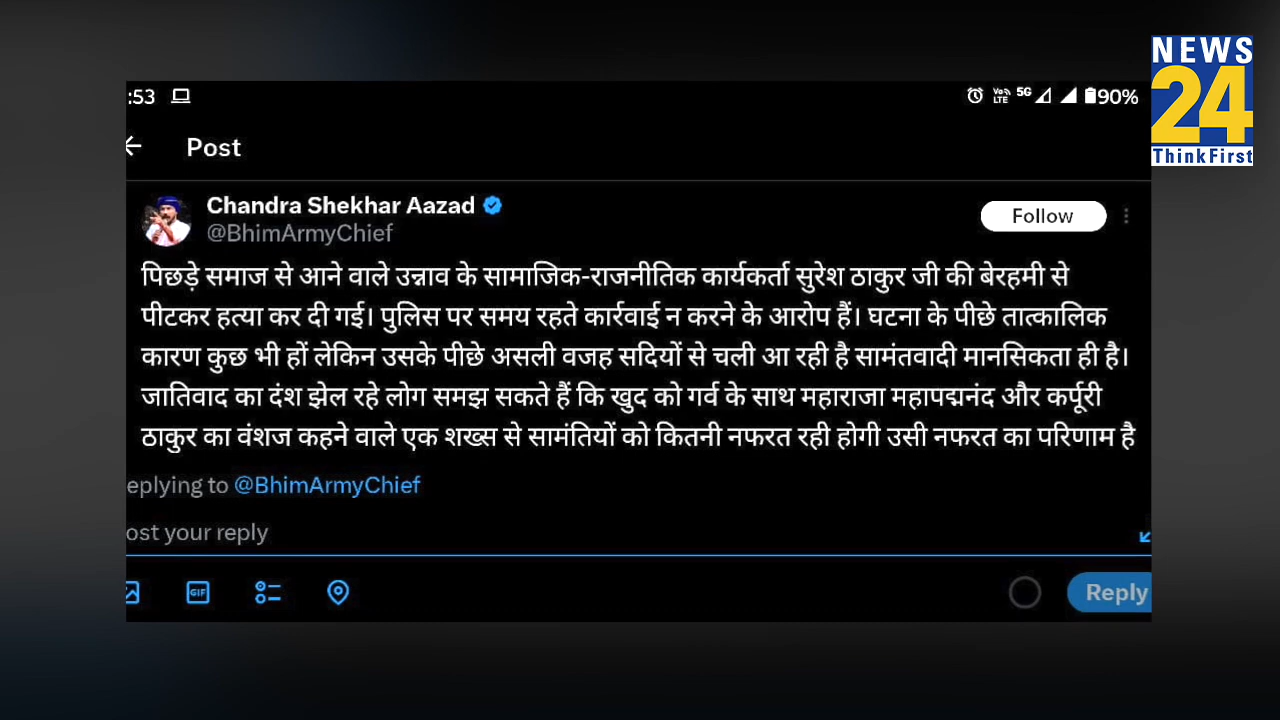 NEWS
24
ThinkFirst
:53
VoLTE 5G 90%
Post
Chandra Shekhar Aazad
@BhimArmyChief
Follow
पिछड़े समाज से आने वाले उन्नाव के सामाजिक-राजनीतिक कार्यकर्ता सुरेश ठाकुर जी की बेरहमी से
पीटकर हत्या कर दी गई। पुलिस पर समय रहते कार्रवाई न करने के आरोप हैं। घटना के पीछे तात्कालिक
कारण कुछ भी हों लेकिन उसके पीछे असली वजह सदियों से चली आ रही है सामंतवादी मानसिकता ही है।
जातिवाद का दंश झेल रहे लोग समझ सकते हैं कि खुद को गर्व के साथ महाराजा महापद्मनंद और कर्पूरी
ठाकुर का वंशज कहने वाले एक शख्स से सामंतियों को कितनी नफरत रही होगी उसी नफरत का परिणाम है
eplying to @BhimArmyChief
ost your reply
GIF
Reply